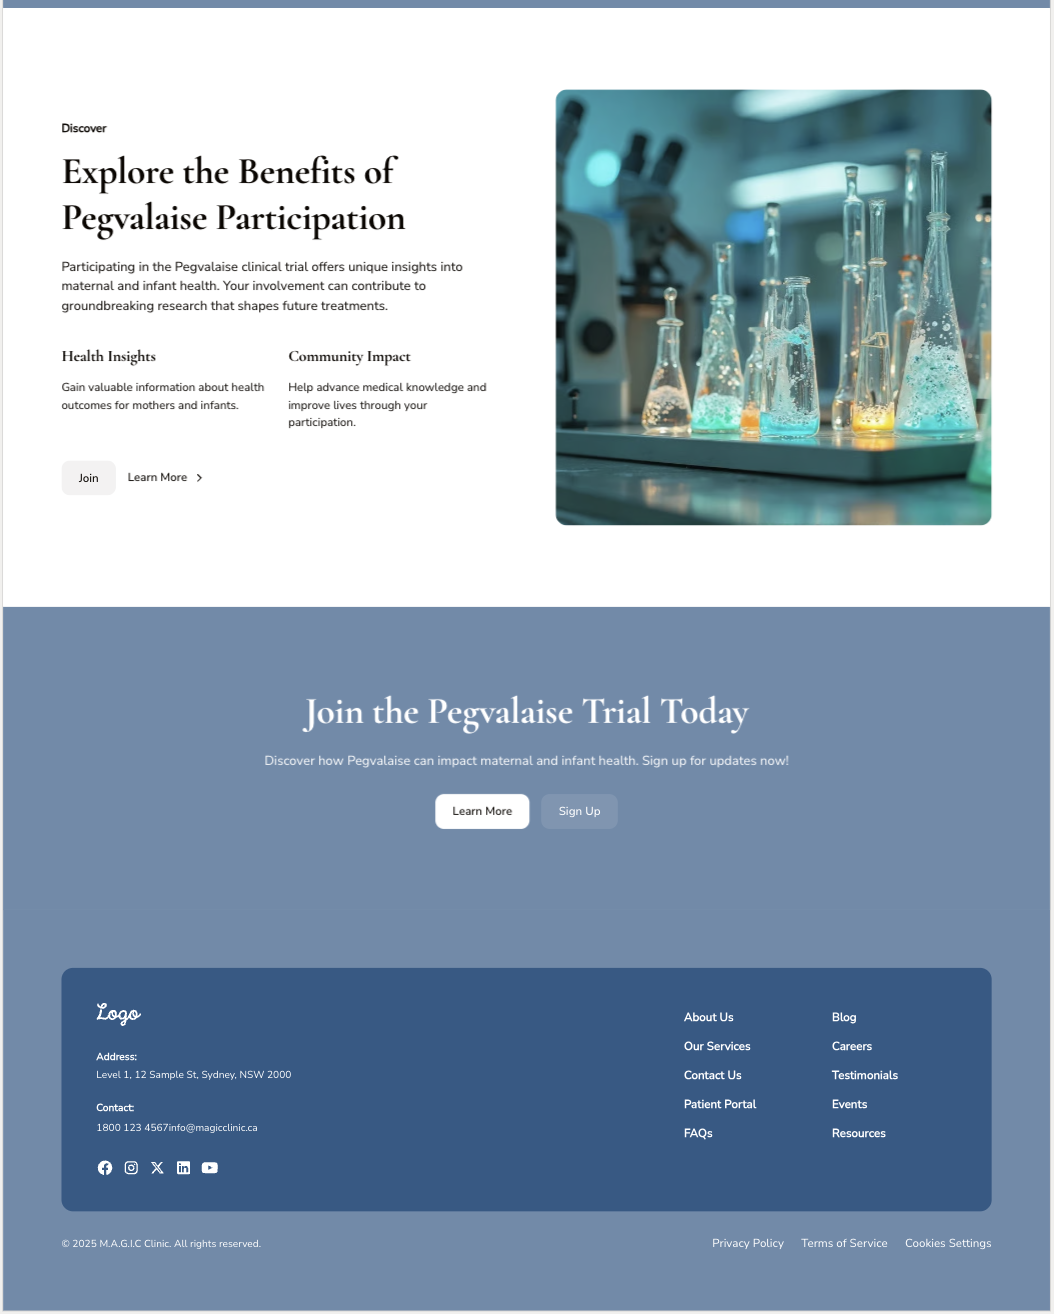 Discover
Explore the Benefits of
Pegvalaise Participation
Participating in the Pegvalaise clinical trial offers unique insights into
maternal and infant health. Your involvement can contribute to
groundbreaking research that shapes future treatments.
Health Insights
Gain valuable information about health
outcomes for mothers and infants.
Community Impact
Help advance medical knowledge and
improve lives through your
participation.
Join
Learn More
Join the Pegvalaise Trial Today
Discover how Pegvalaise can impact maternal and infant health. Sign up for updates now!
Learn More
Sign Up
Logo
Address:
Level 1, 12 Sample St, Sydney, NSW 2000
Contact:
1800 123 4567info@magicclinic.ca
About Us
Our Services
Contact Us
Patient Portal
FAQs
Blog
Careers
Testimonials
Events
Resources
© 2025 M.A.G.I.C Clinic. All rights reserved.
Privacy Policy
Terms of Service
Cookies Settings